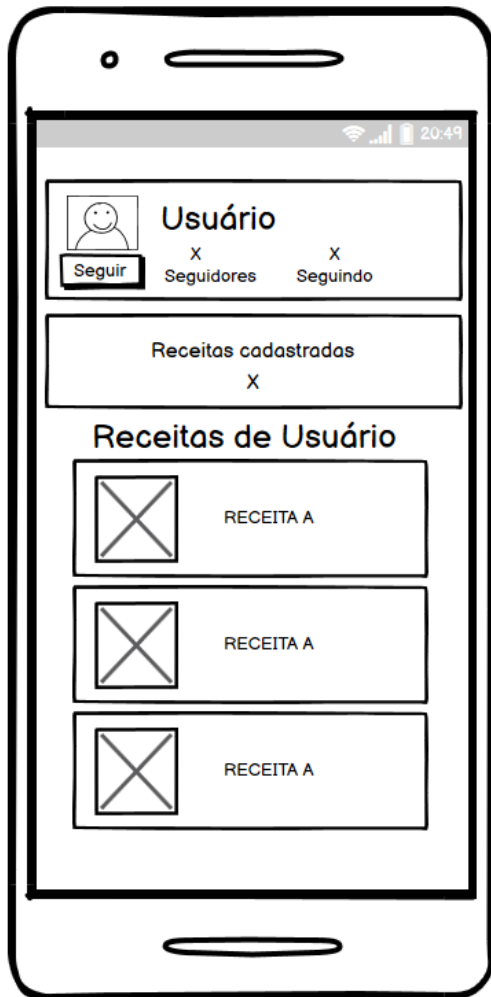 20:49
Usuário
X X
Seguir Seguidores Seguindo
Receitas cadastradas
X
Receitas de Usuário
RECEITA A
RECEITA A
RECEITA A